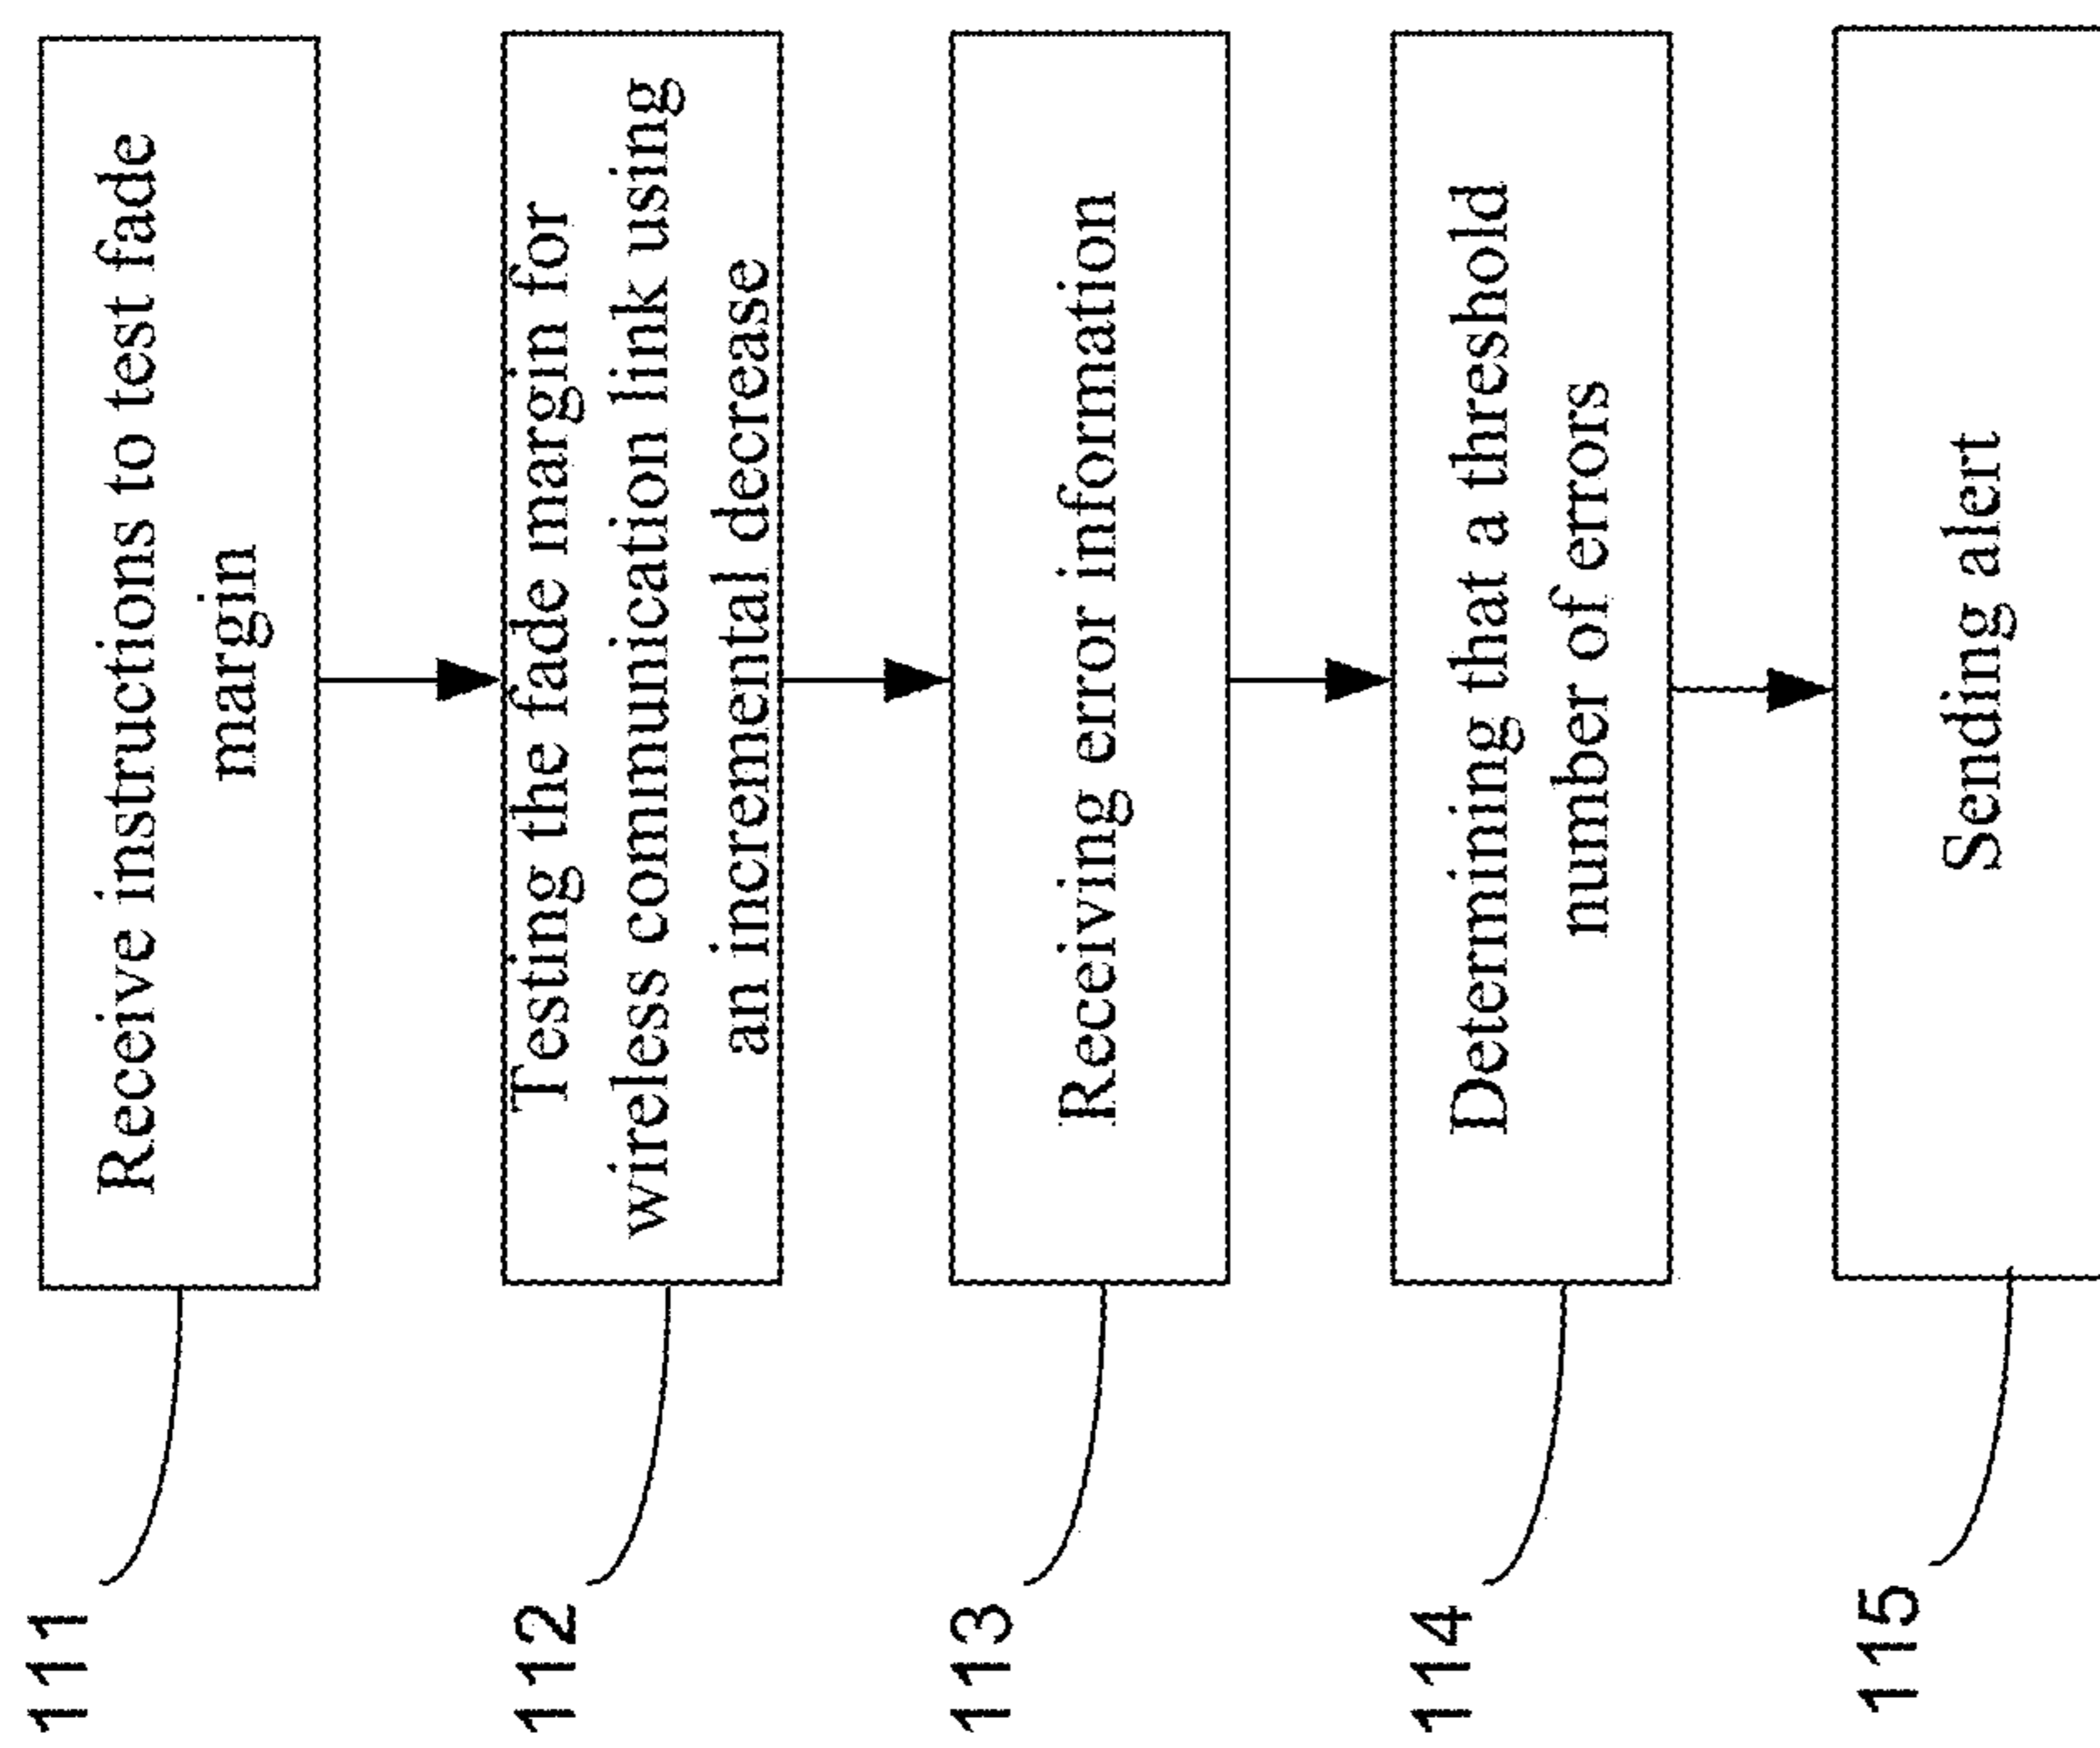 111
Receive instructions to test fade
margin
112
Testing the fade margin for
wireless communication link using
an incremental decrease
113
Receiving error information
114
Determining that a threshold
number of errors
115
Sending alert